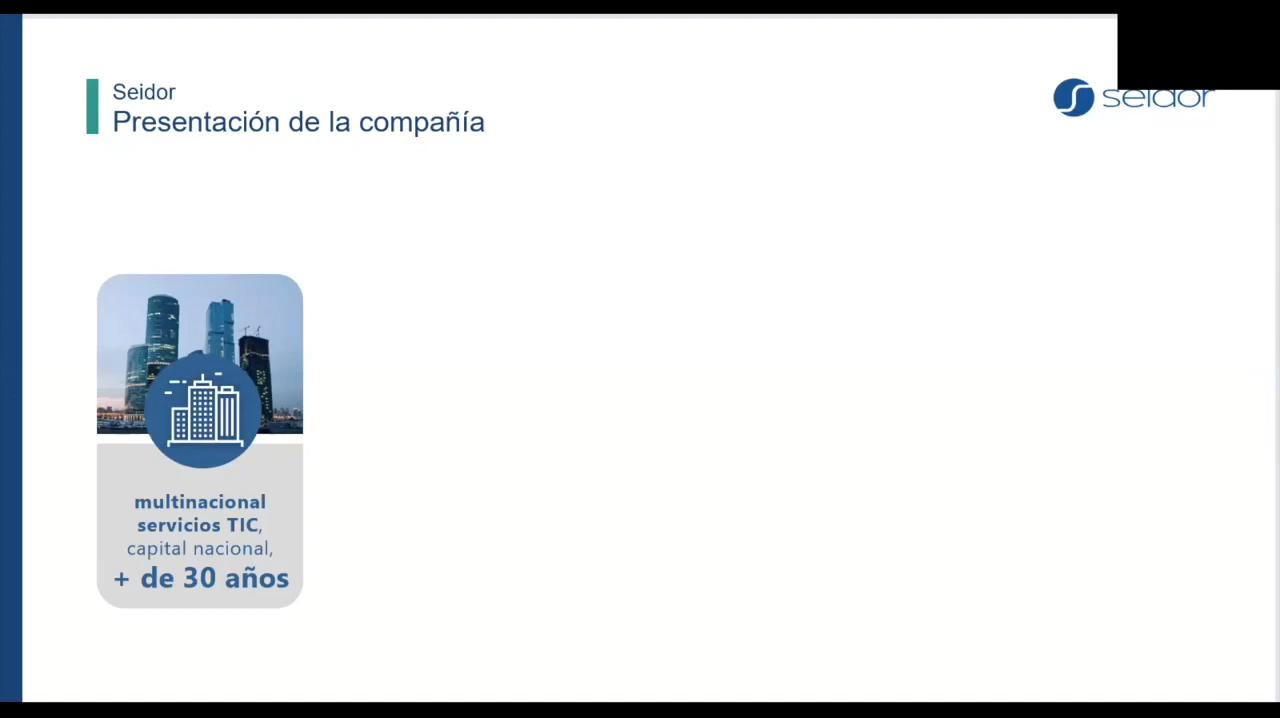 Seidor
Presentación de la compañía
seidor
multinacional
servicios TIC,
capital nacional,
+ de 30 años